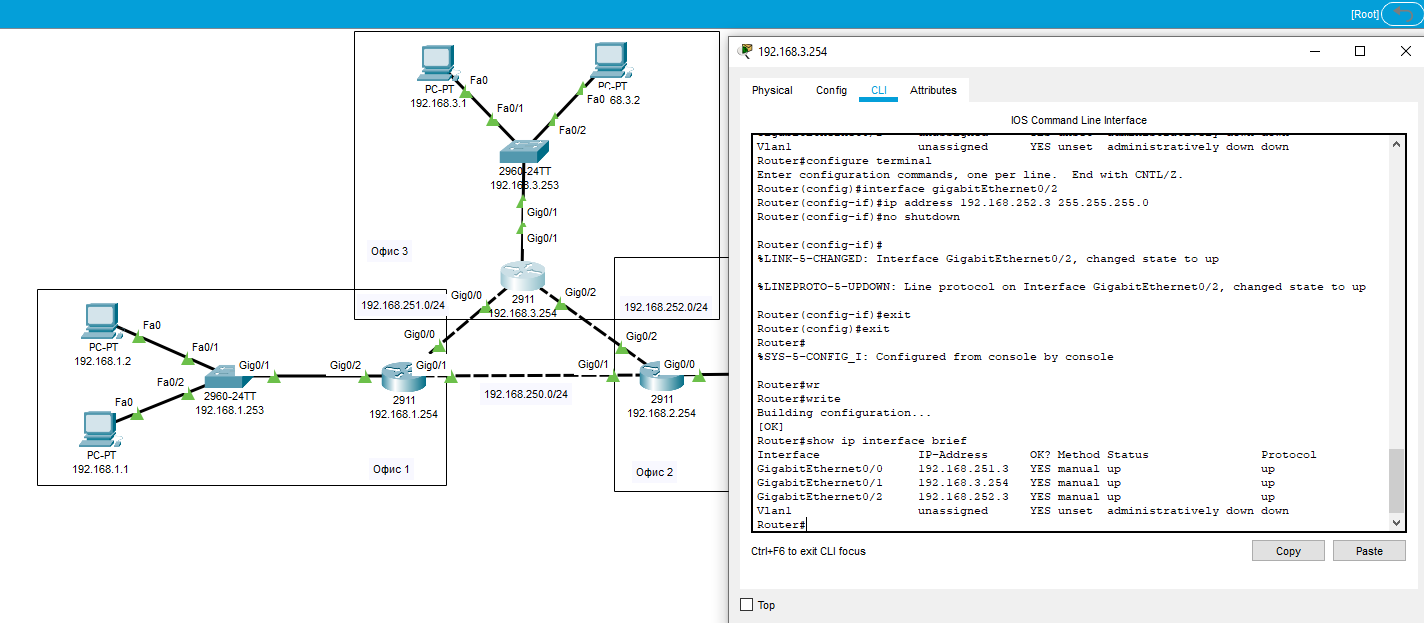 [Root]
192.168.3.254
Physical
Config
CLI
Attributes
IOS Command Line Interface
Vlan1 unassigned YES unset administratively down down
Router#configure terminal
Enter configuration commands, one per line. End with CNTL/Z.
Router(config)#interface gigabitEthernet0/2
Router(config-if)#ip address 192.168.252.3 255.255.255.0
Router(config-if)#no shutdown
Router(config-if)#
%LINK-5-CHANGED: Interface GigabitEthernet0/2, changed state to up
%LINEPROTO-5-UPDOWN: Line protocol on Interface GigabitEthernet0/2, changed state to up
Router(config-if)#exit
Router(config)#exit
Router#
%SYS-5-CONFIG_I: Configured from console by console
Router#wr
Router#write
Building configuration...
[OK]
Router#show ip interface brief
Interface IP-Address OK? Method Status Protocol
GigabitEthernet0/0 192.168.251.3 YES manual up up
GigabitEthernet0/1 192.168.3.254 YES manual up up
GigabitEthernet0/2 192.168.252.3 YES manual up up
Vlan1 unassigned YES unset administratively down down
Router#
Ctrl+F6 to exit CLI focus
Copy
Paste
Top
Fa0
PC-PT
192.168.3.1
PC-PT
Fa0
68.3.2
Fa0/1
Fa0/2
2960-24TT
192.168.3.253
Gig0/1
Gig0/1
Офис 3
2911
192.168.3.254
Gig0/0
Gig0/2
192.168.251.0/24
192.168.252.0/24
Fa0
PC-PT
192.168.1.2
Fa0/1
Fa0/2
Gig0/1
2960-24TT
192.168.1.253
Fa0
PC-PT
192.168.1.1
Gig0/2
Gig0/0
Gig0/1
2911
192.168.1.254
Офис 1
192.168.250.0/24
Gig0/1
Gig0/2
Gig0/0
2911
192.168.2.254
Офис 2